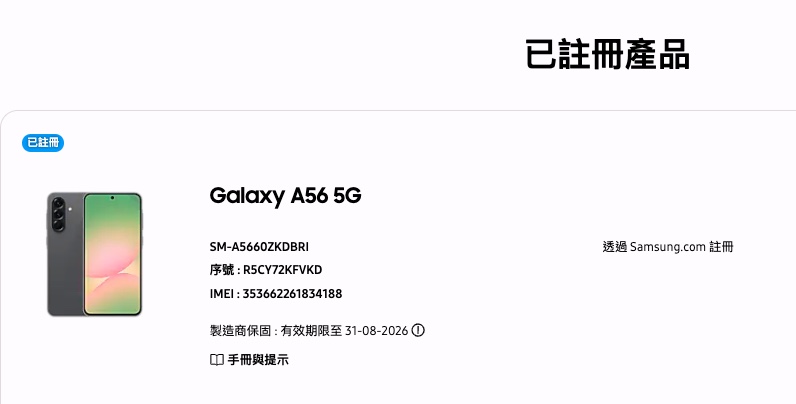 已註冊產品
已註冊
Galaxy A56 5G
SM-A5660ZKDBRI
透過 Samsung.com 註冊
序號 : R5CY72KFVKD
IMEI : 353662261834188
製造商保固 : 有效期限至 31-08-2026
手冊與提示